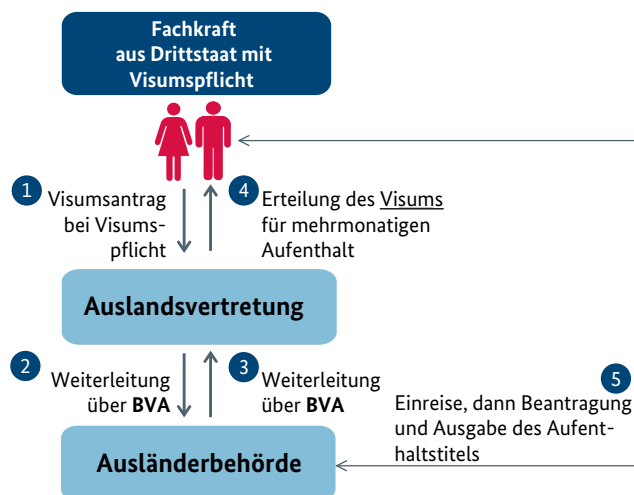 Fachkraft
aus Drittstaat mit
Visumspflicht
1
Visumsantrag
bei Visums-
pflicht
4
Erteilung des Visums
für mehrmonatigen
Aufenthalt
Auslandsvertretung
2
Weiterleitung
über BVA
3
Weiterleitung
über BVA
5
Einreise, dann Beantragung
und Ausgabe des Aufent-
haltstitels
Ausländerbehörde